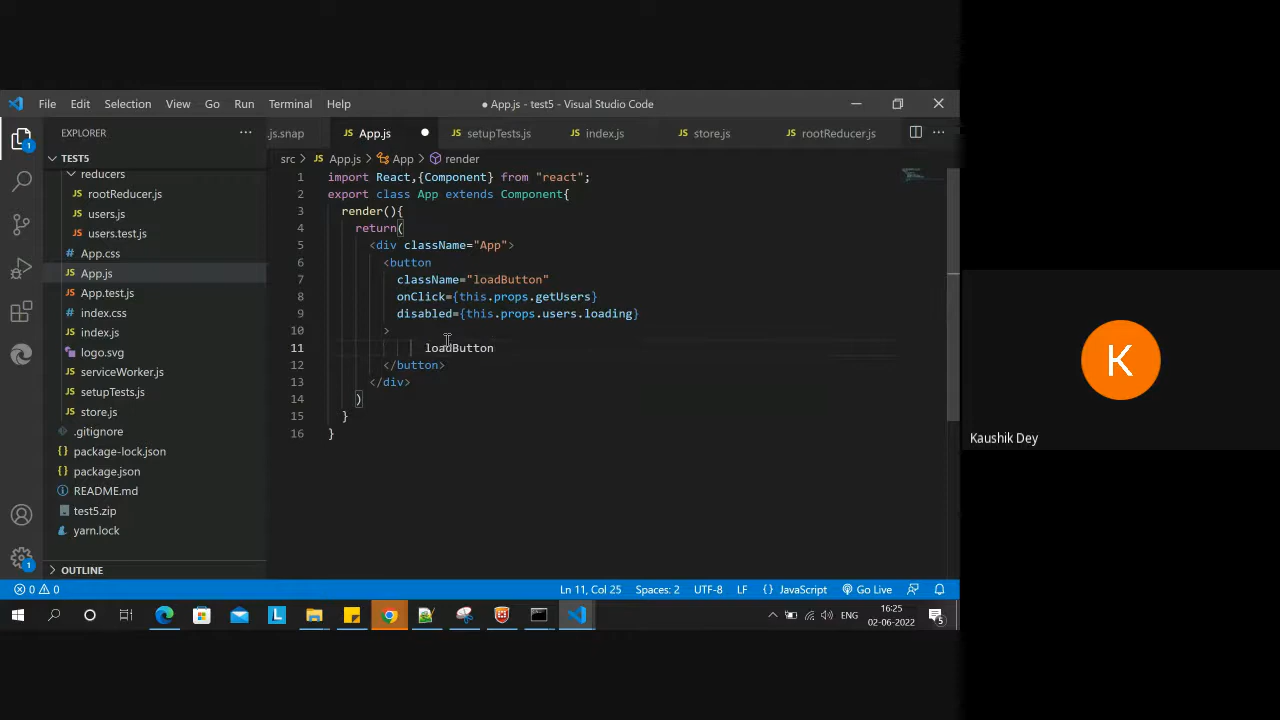 File Edit Selection View Go Run Terminal Help
● App.js - test5 - Visual Studio Code
EXPLORER
TEST5
reducers
rootReducer.js
users.js
users.test.js
App.css
App.js
App.test.js
index.css
index.js
logo.svg
serviceWorker.js
setupTests.js
store.js
.gitignore
package-lock.json
package.json
README.md
test5.zip
yarn.lock
OUTLINE
.js.snap App.js setupTests.js index.js store.js rootReducer.js
src > App.js > App > render
1 import React,{Component} from "react";
2 export class App extends Component{
3 render(){
4 return(
5 <div className="App">
6 <button
7 className="loadButton"
8 onClick={this.props.getUsers}
9 disabled={this.props.users.loading}
10 >
11 loadButton
12 </button>
13 </div>
14 )
15 }
16 }
0 0 Ln 11, Col 25 Spaces: 2 UTF-8 LF {} JavaScript Go Live
ENG 16:25
02-06-2022
5
K
Kaushik Dey